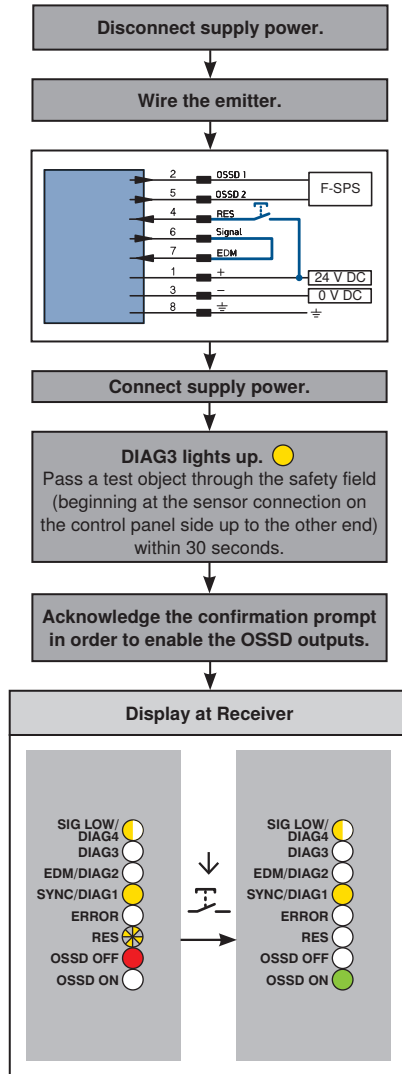 Disconnect supply power.
Wire the emitter.
2 OSSD 1
F-SPS
5 OSSD 2
4 RES
6 Signal
7 EDM
1 + 24 V DC
3 – 0 V DC
8
Connect supply power.
DIAG3 lights up.
Pass a test object through the safety field
(beginning at the sensor connection on
the control panel side up to the other end)
within 30 seconds.
Acknowledge the confirmation prompt
in order to enable the OSSD outputs.
Display at Receiver
SIG LOW/
DIAG4
DIAG3
EDM/DIAG2
SYNC/DIAG1
ERROR
RES
OSSD OFF
OSSD ON
SIG LOW/
DIAG4
DIAG3
EDM/DIAG2
SYNC/DIAG1
ERROR
RES
OSSD OFF
OSSD ON